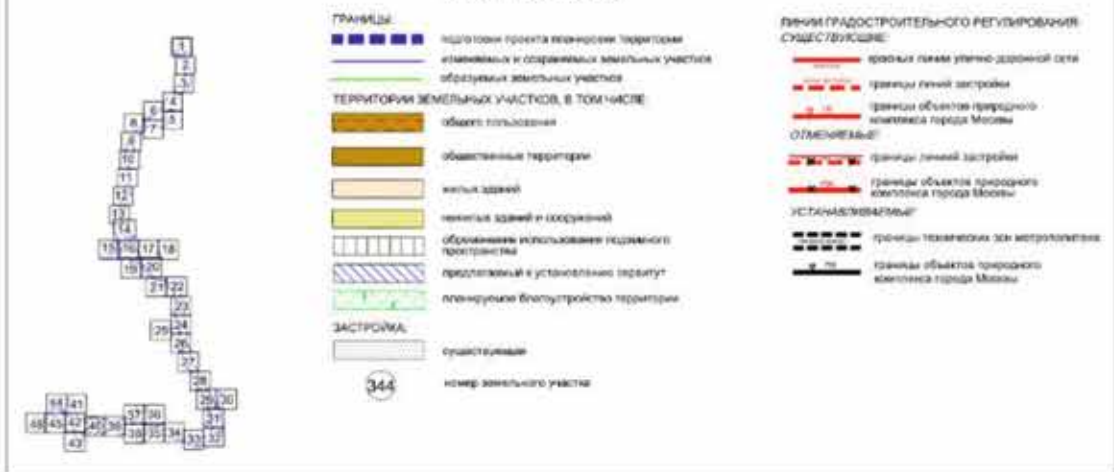 1
2
3
4
5
6
7
8
9
10
11
12
13
14
15 16 17 18
19 20
21 22
23
24
25
26
27
28
29 30
31
32
33
34
35
38
37 36
39
40
44 41
42
43
ГРАНИЦЫ:
подготовки проекта планировки территории
изменяемых и сохраняемых земельных участков
образуемых земельных участков
ТЕРРИТОРИИ ЗЕМЕЛЬНЫХ УЧАСТКОВ, В ТОМ ЧИСЛЕ:
общего пользования
общественные территории
жилых зданий
нежилых зданий и сооружений
обременения использования подземного
пространства
предлагаемый к установлению сервитут
планируемое благоустройство территории
ЗАСТРОЙКА:
существующая
344
номер земельного участка
ЛИНИИ ГРАДОСТРОИТЕЛЬНОГО РЕГУЛИРОВАНИЯ:
СУЩЕСТВУЮЩИЕ:
красные линии улично-дорожной сети
границы линий застройки
границы объектов природного
комплекса города Москвы
ОТМЕНЯЕМЫЕ:
границы линий застройки
границы объектов природного
комплекса города Москвы
УСТАНАВЛИВАЕМЫЕ:
границы технических зон метрополитена
границы объектов природного
комплекса города Москвы